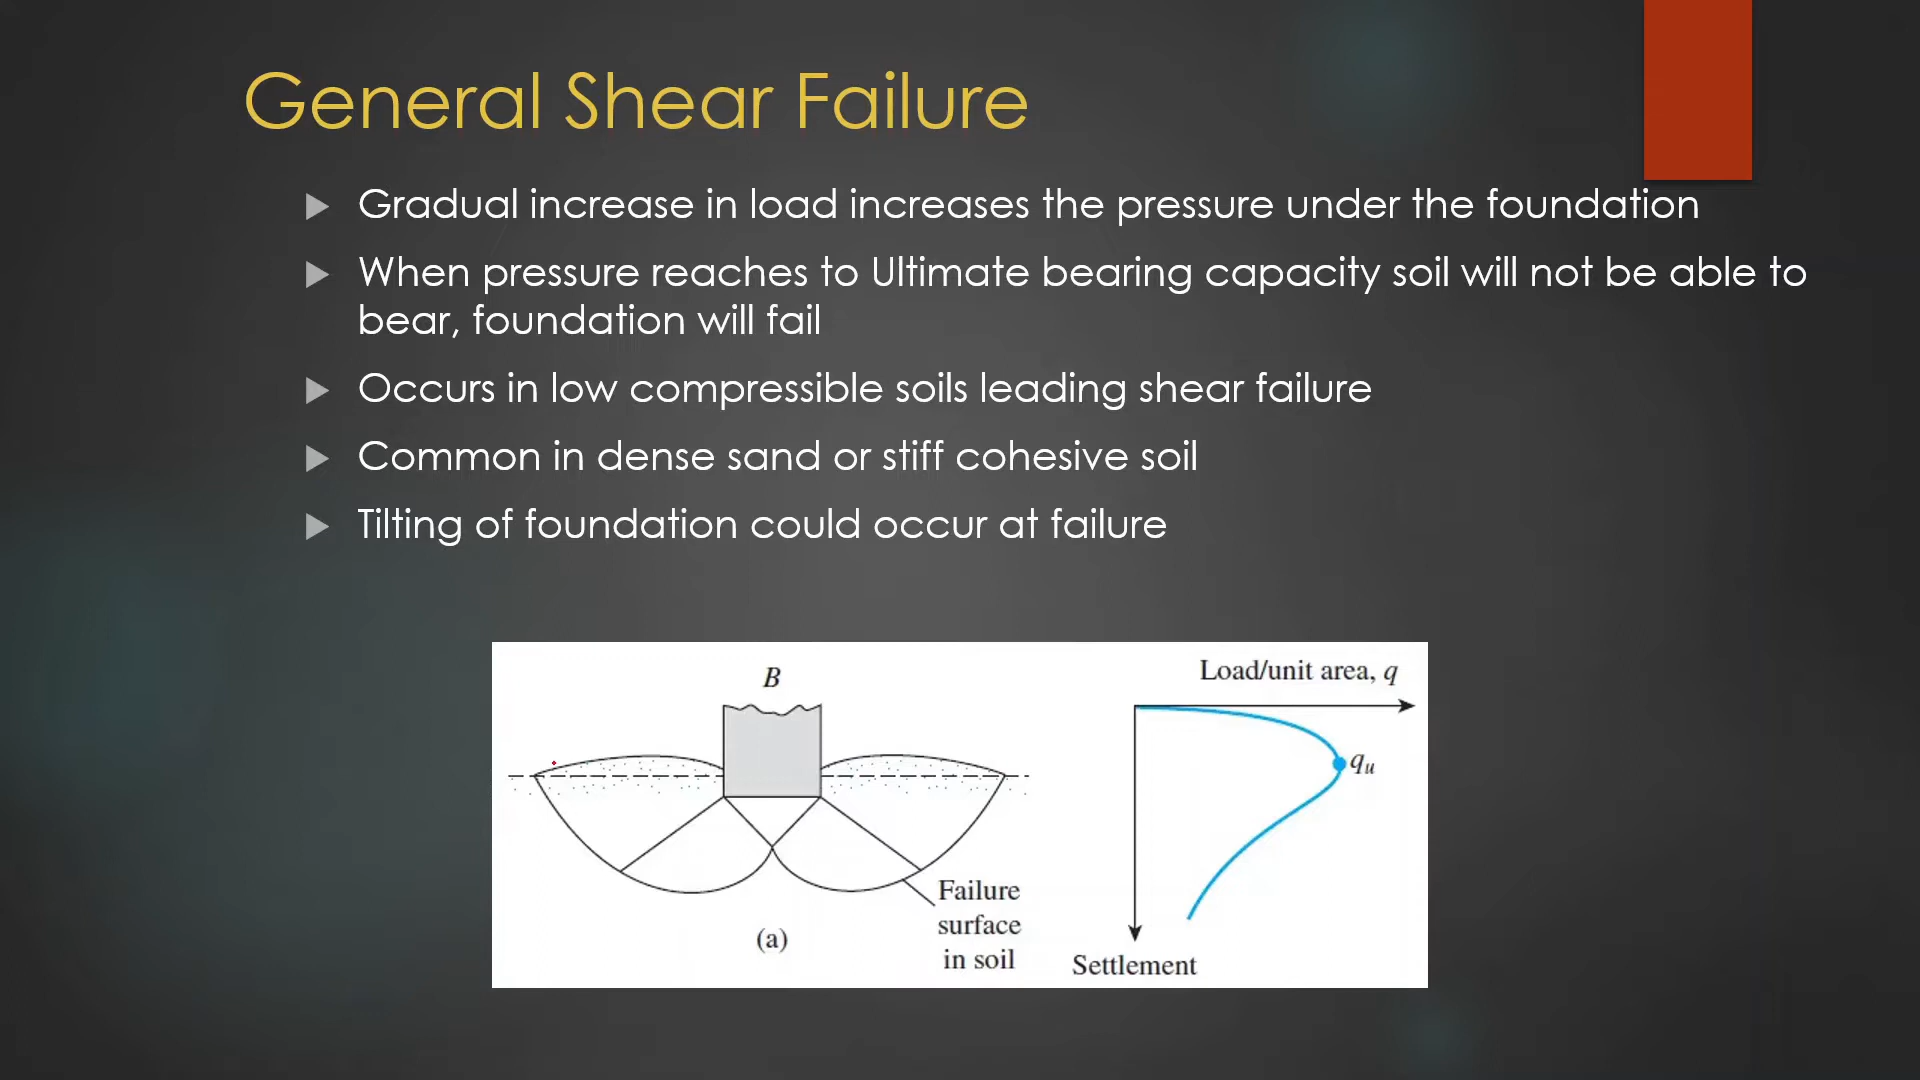 General Shear Failure
Gradual increase in load increases the pressure under the foundation
When pressure reaches to Ultimate bearing capacity soil will not be able to
bear, foundation will fail
Occurs in low compressible soils leading shear failure
Common in dense sand or stiff cohesive soil
Tilting of foundation could occur at failure
B
Failure
surface
in soil
(a)
Load/unit area, q
qu
Settlement